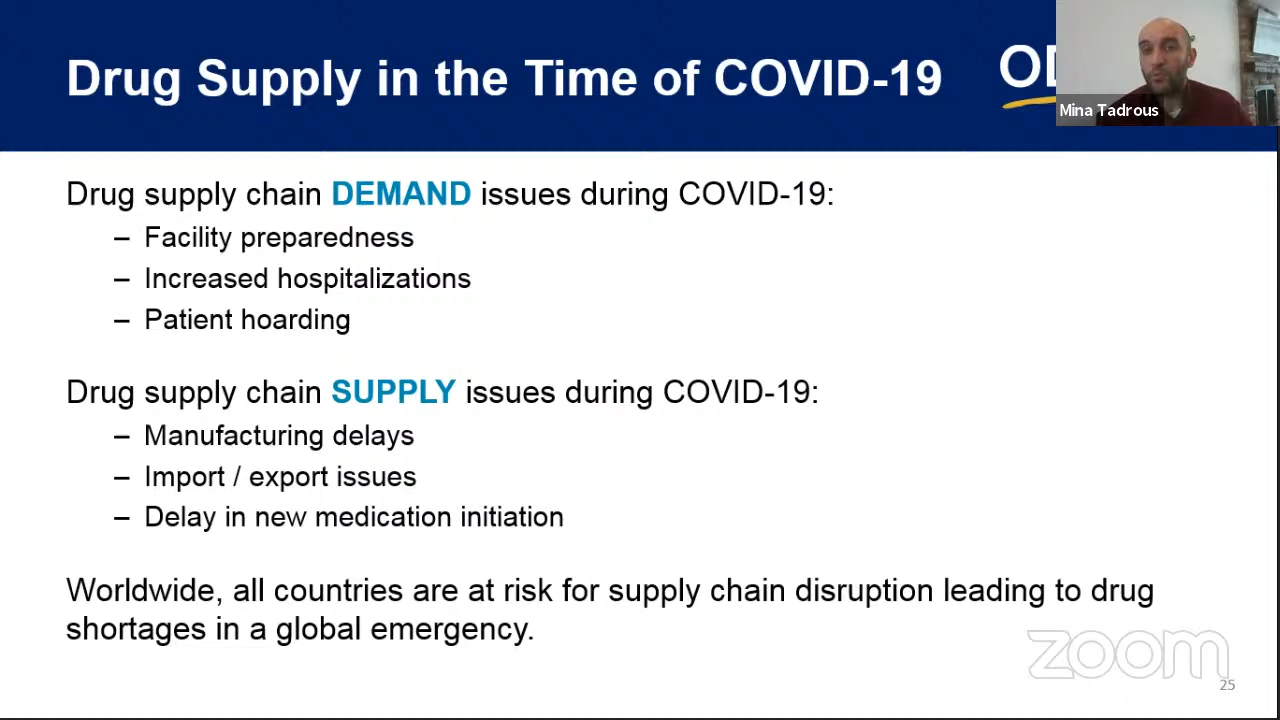 Drug Supply in the Time of COVID-19
Mina Tadrous
Drug supply chain DEMAND issues during COVID-19:
– Facility preparedness
– Increased hospitalizations
– Patient hoarding
Drug supply chain SUPPLY issues during COVID-19:
– Manufacturing delays
– Import / export issues
– Delay in new medication initiation
Worldwide, all countries are at risk for supply chain disruption leading to drug
shortages in a global emergency.
zoom
25